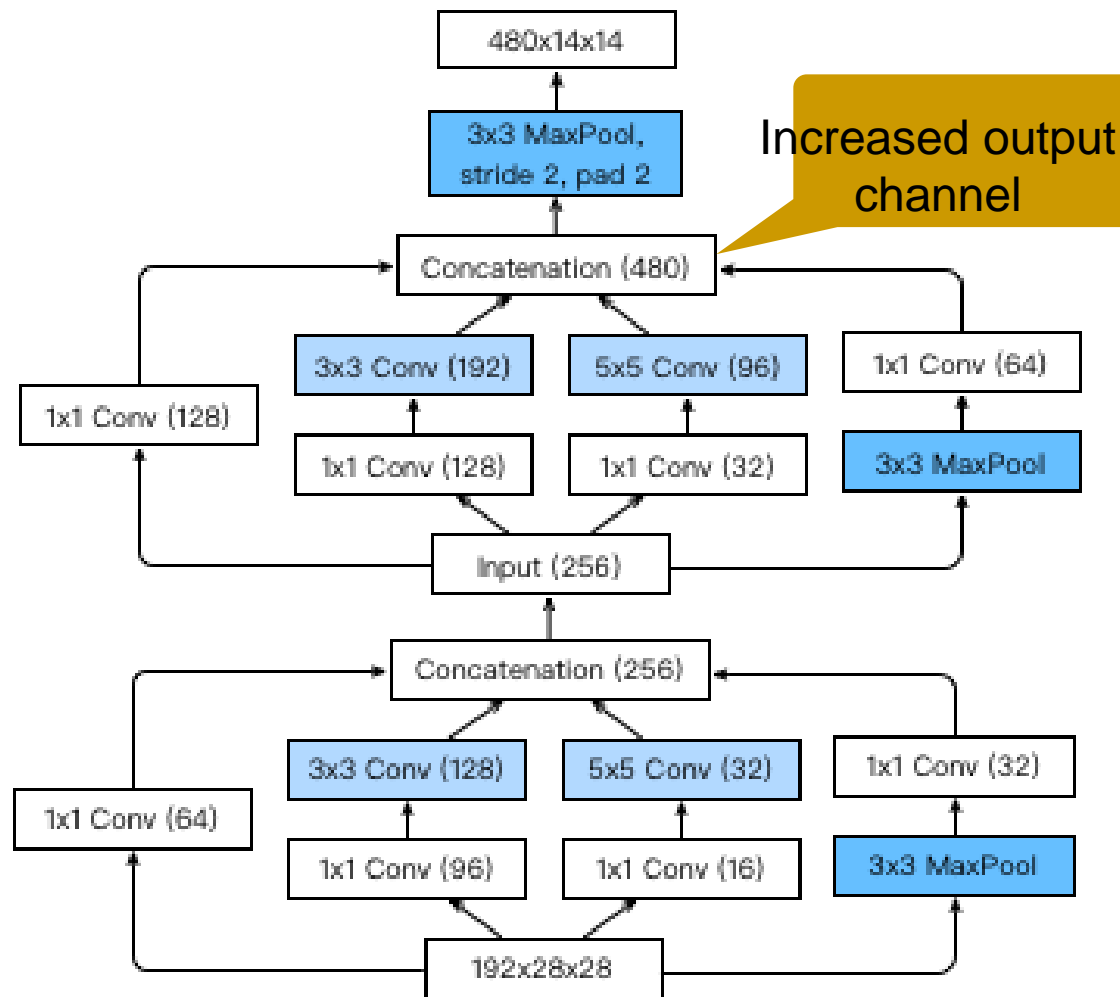 480x14x14
3x3 MaxPool,
stride 2, pad 2
Increased output
channel
Concatenation (480)
3x3 Conv (192)
5x5 Conv (96)
1x1 Conv (64)
1x1 Conv (128)
1x1 Conv (128)
1x1 Conv (32)
3x3 MaxPool
Input (256)
Concatenation (256)
3x3 Conv (128)
5x5 Conv (32)
1x1 Conv (32)
1x1 Conv (64)
1x1 Conv (96)
1x1 Conv (16)
3x3 MaxPool
192x28x28